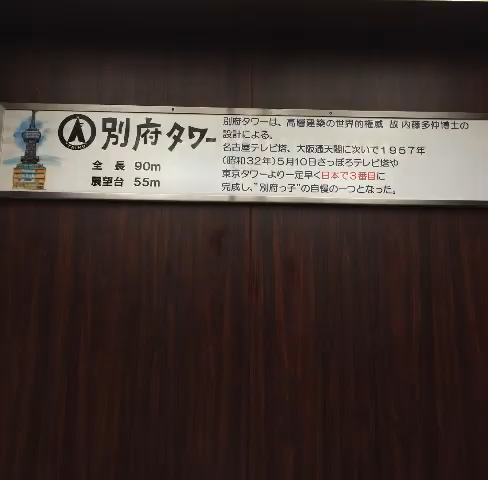 別府タワー
全長 90m
展望台 55m
別府タワーは、高層建築の世界的権威 故 内藤多仲博士の
設計による。
名古屋テレビ塔、大阪通天閣に次いで1957年
(昭和32年)5月10日さっぽろテレビ塔や
東京タワーより一足早く日本で3番目に
完成し、"別府っ子"の自慢の一つとなった。